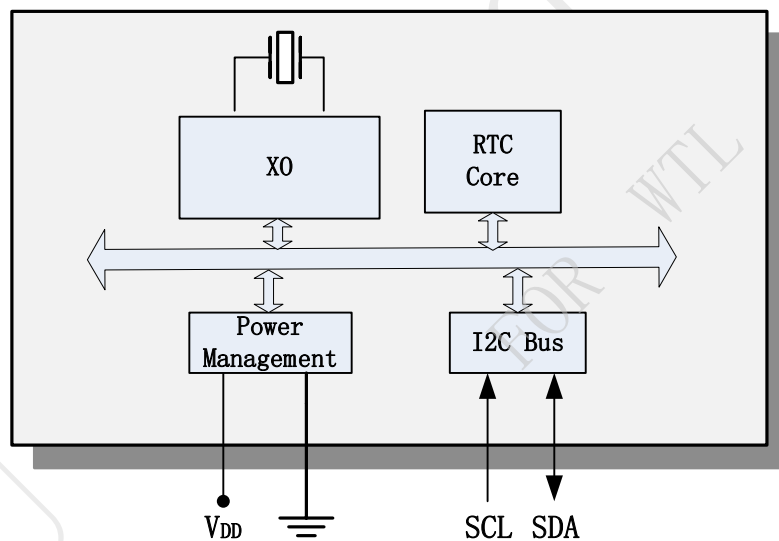 XO
RTC
Core
Power
Management
I2C Bus
VDD
SCL SDA
FOR WTL